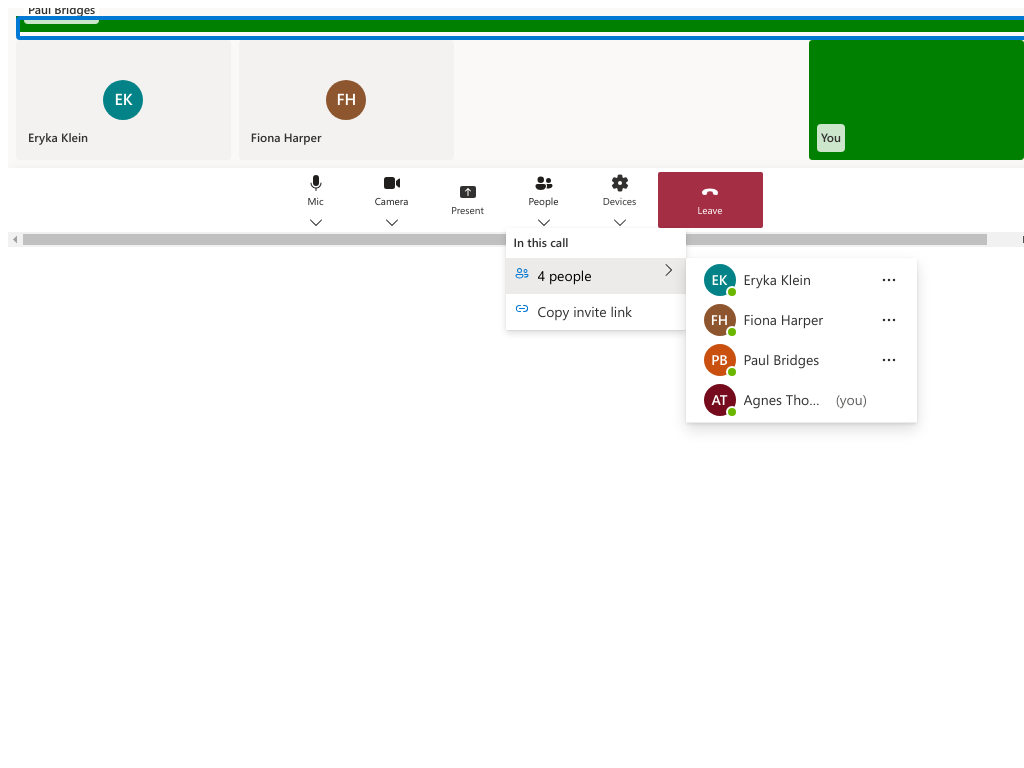 Paul Bridges
EK
Eryka Klein
FH
Fiona Harper
You
Mic
Camera
Present
People
Devices
Leave
In this call
4 people
Copy invite link
EK Eryka Klein
FH Fiona Harper
PB Paul Bridges
AT Agnes Tho... (you)